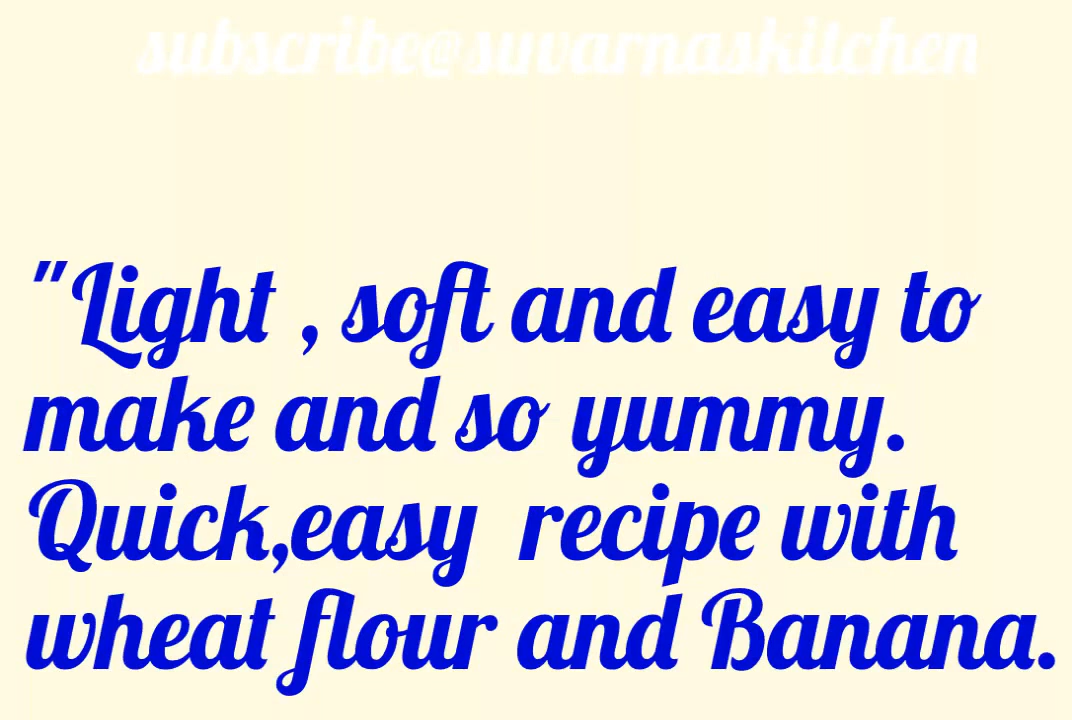 subscribe@suvarnaskitchen
"Light , soft and easy to
make and so yummy.
Quick,easy recipe with
wheat flour and Banana.